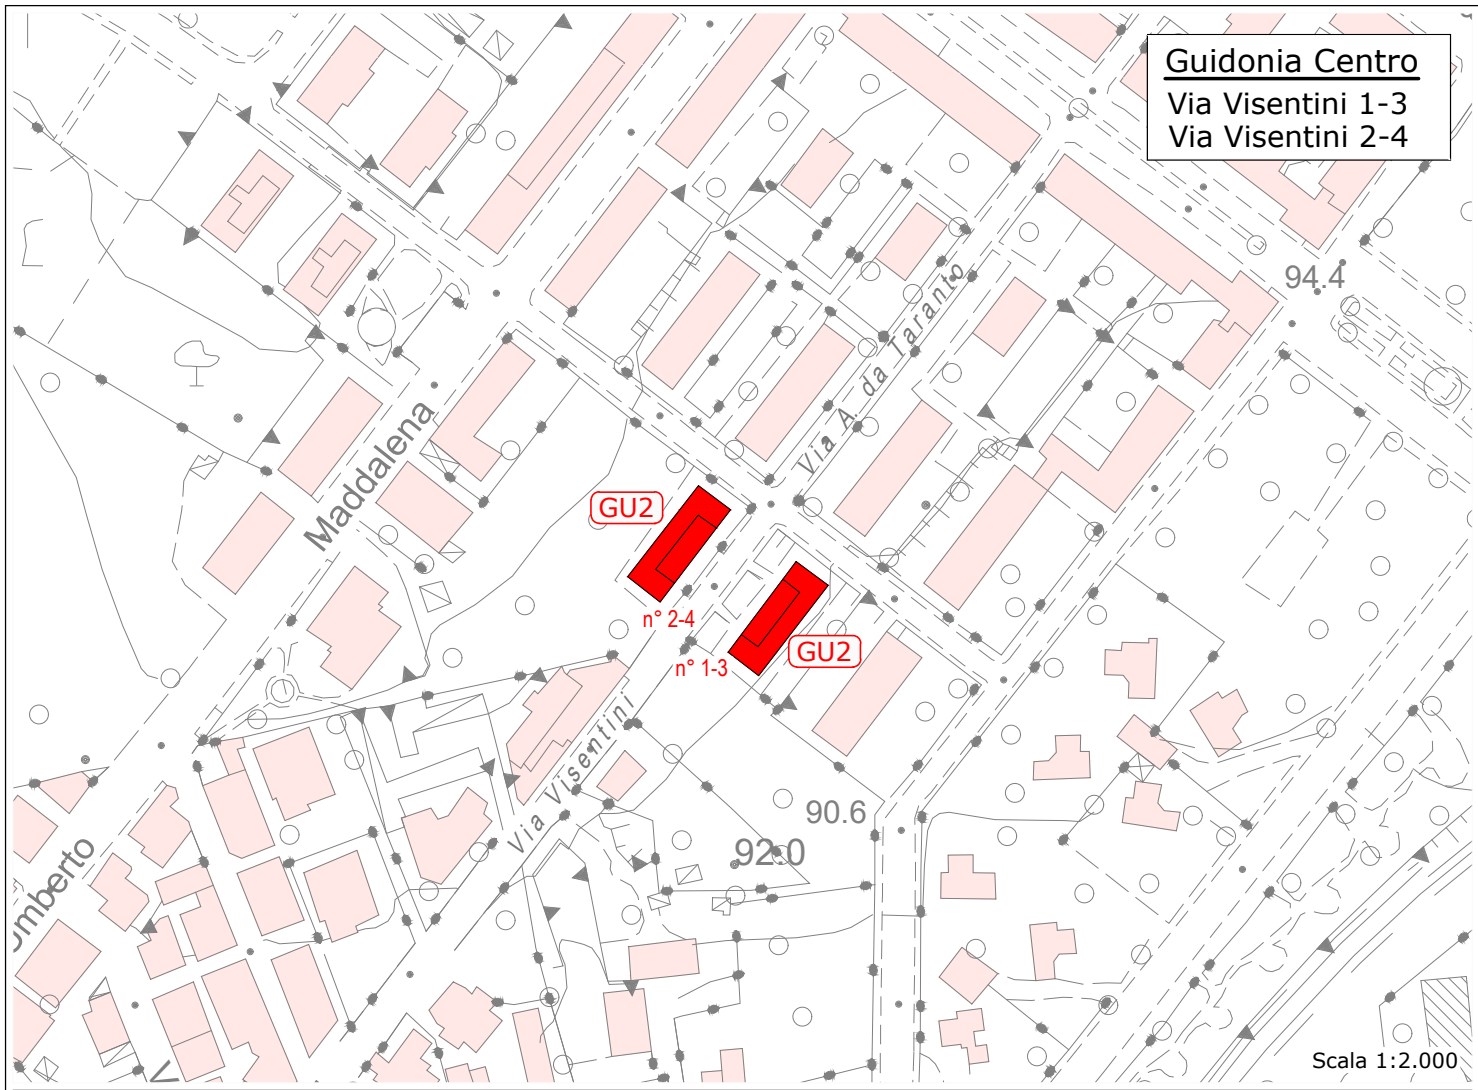 Guidonia Centro
Via Visentini 1-3
Via Visentini 2-4
94.4
Via A. da Taranto
Maddalena
GU2
n° 2-4
GU2
n° 1-3
Via Visentini
90.6
92.0
Umberto
Scala 1:2.000